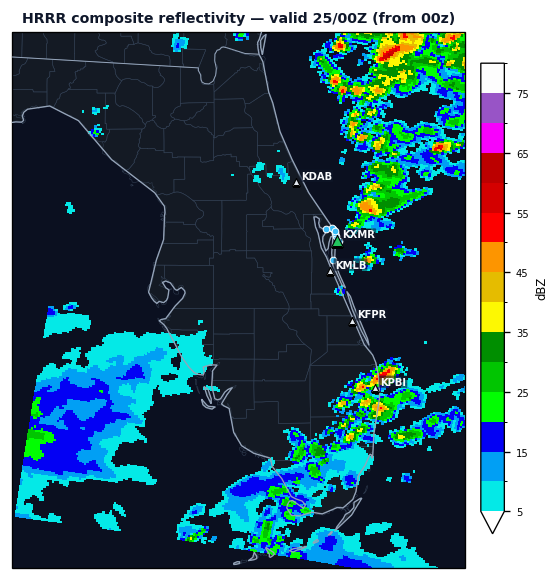 HRRR composite reflectivity — valid 25/00Z (from 00z)
KDAB
KXMR
KMLB
KFPR
KPBI
75
65
55
45
35
25
15
5
dBZ